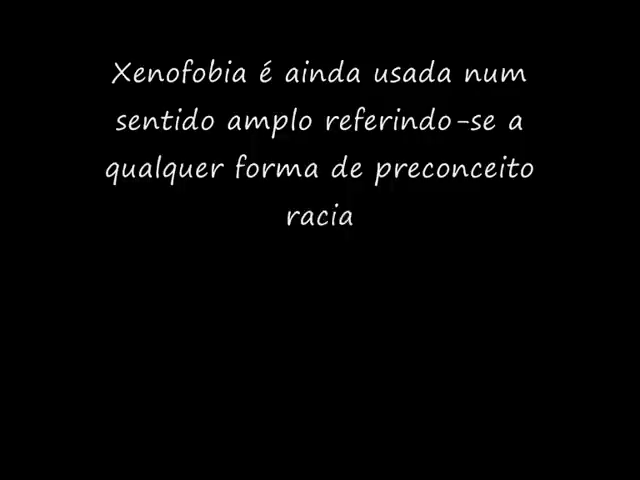 Xenofobia é ainda usada num
sentido amplo referindo-se a
qualquer forma de preconceito
racia